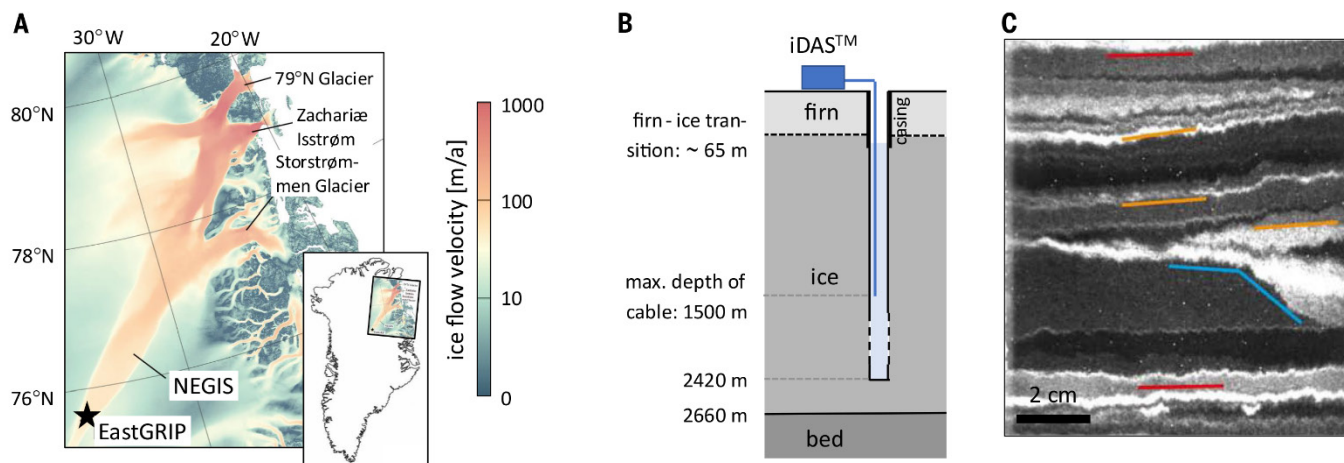 A
30°W
20°W
80°N
78°N
76°N
79°N Glacier
Zachariæ
Isstrøm
Storstrøm-
men Glacier
NEGIS
EastGRIP
1000
100
10
0
ice flow velocity [m/a]
B
iDAS™
firn
casing
firn - ice tran-
sition: ~ 65 m
ice
max. depth of
cable: 1500 m
2420 m
2660 m
bed
C
2 cm